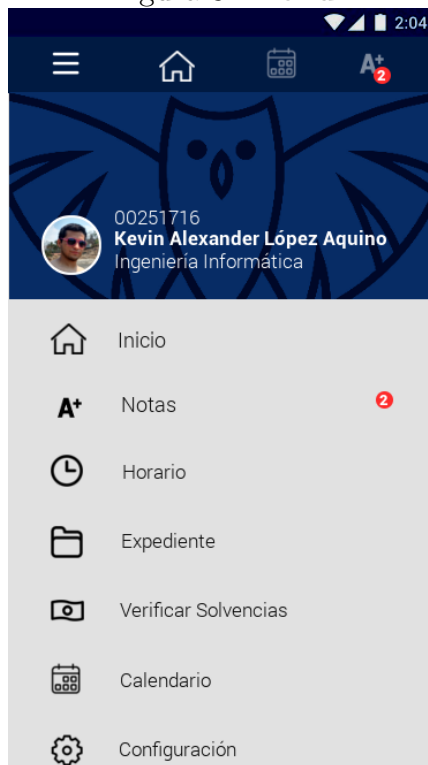 2:04
A+
2
00251716
Kevin Alexander López Aquino
Ingeniería Informática
Inicio
A+ Notas 2
Horario
Expediente
Verificar Solvencias
Calendario
Configuración